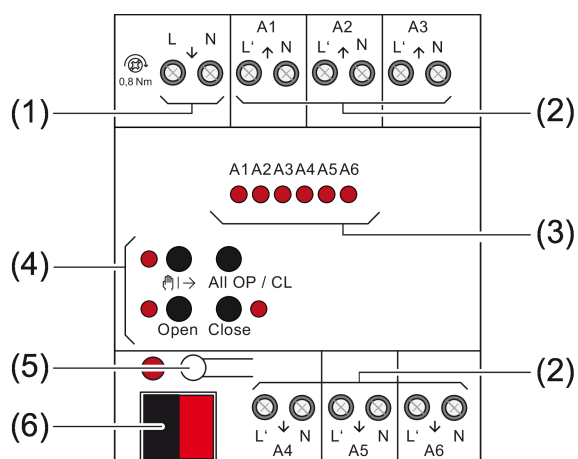 A1 A2 A3
L N L‘ N L‘ N L‘ N
0,8 Nm
(1) (2)
A1 A2 A3 A4 A5 A6
(3)
(4)
All OP / CL
Open Close
(5) (2)
(6)
L‘ N L‘ N L‘ N
A4 A5 A6